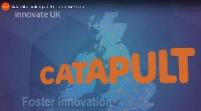 Innovate UK
CATAPULT
Foster innovation